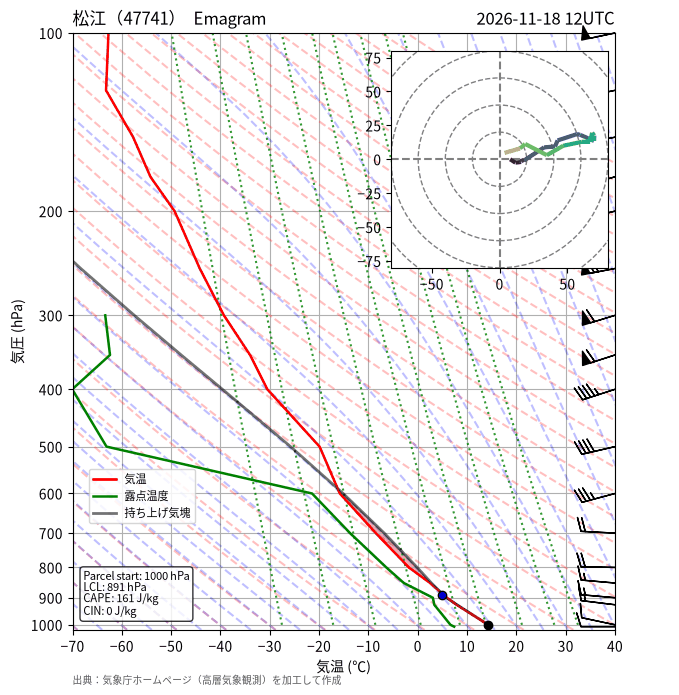 松江（47741） Emagram
2026-11-18 12UTC
100
200
300
400
500
600
700
800
900
1000
気圧 (hPa)
75
50
25
0
−25
−50
−75
−50
0
50
気温
露点温度
持ち上げ気塊
Parcel start: 1000 hPa
LCL: 891 hPa
CAPE: 161 J/kg
CIN: 0 J/kg
−70
−60
−50
−40
−30
−20
−10
0
10
20
30
40
気温 (℃)
出典：気象庁ホームページ（高層気象観測）を加工して作成